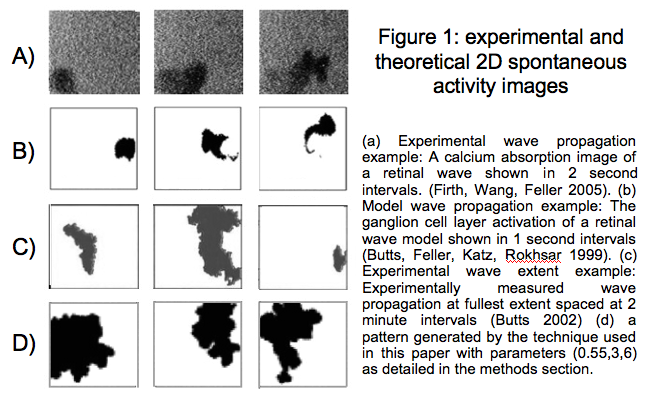 Figure 1: experimental and
theoretical 2D spontaneous
activity images
A)
B)
C)
D)
(a) Experimental wave propagation
example: A calcium absorption image of
a retinal wave shown in 2 second
intervals. (Firth, Wang, Feller 2005). (b)
Model wave propagation example: The
ganglion cell layer activation of a retinal
wave model shown in 1 second intervals
(Butts, Feller, Katz, Rokhsar 1999). (c)
Experimental wave extent example:
Experimentally measured wave
propagation at fullest extent spaced at 2
minute intervals (Butts 2002) (d) a
pattern generated by the technique used
in this paper with parameters (0.55,3,6)
as detailed in the methods section.